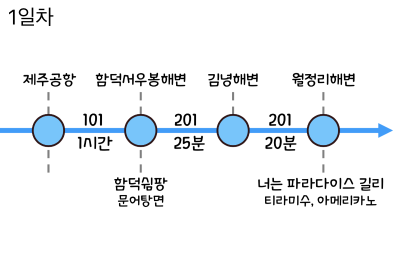 1일차
제주공항
함덕서우봉해변
김녕해변
월정리해변
101
201
201
1시간
25분
20분
함덕쉼팡
문어탕면
너는 파라다이스 길리
티라미수, 아메리카노